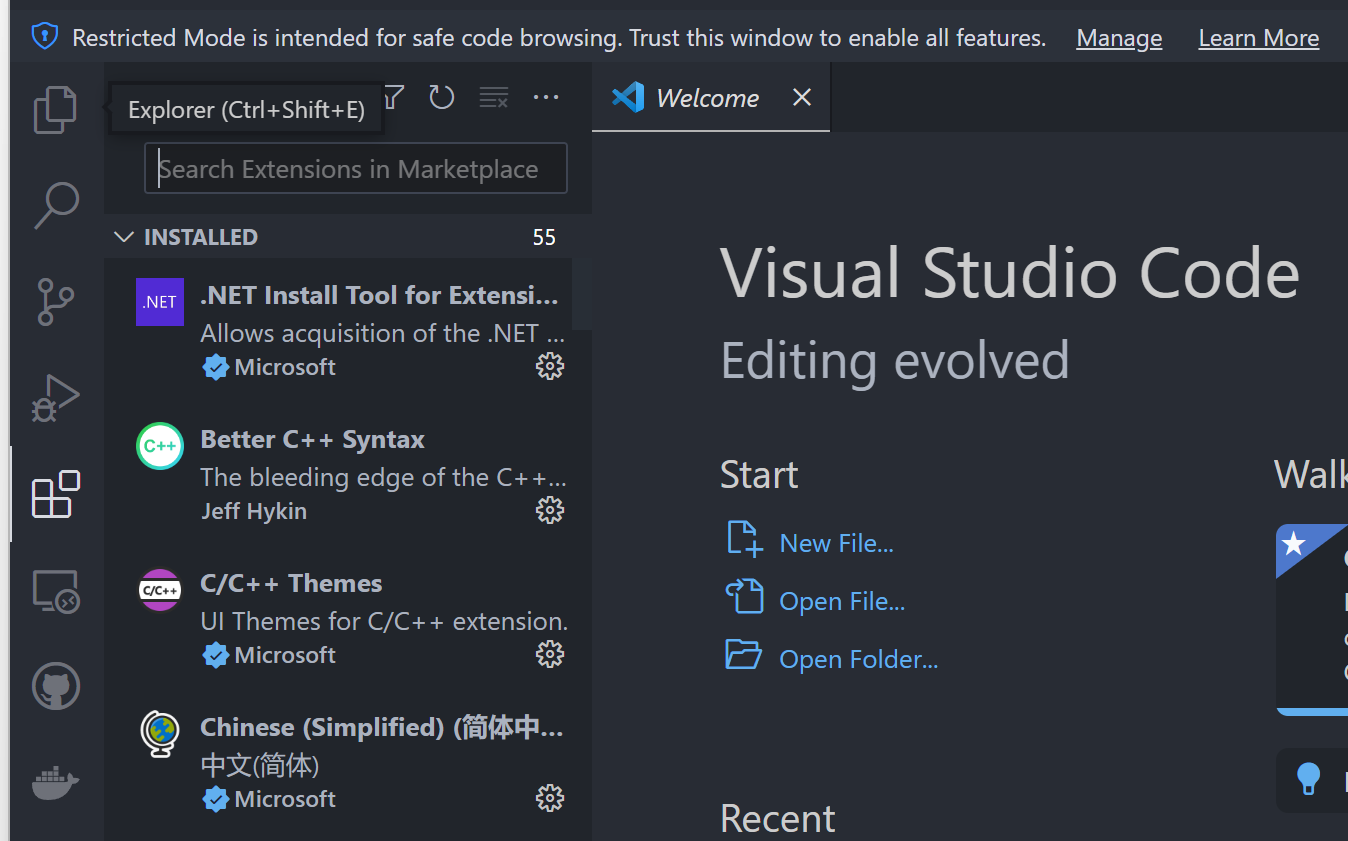 Restricted Mode is intended for safe code browsing. Trust this window to enable all features. Manage Learn More
Explorer (Ctrl+Shift+E)
Search Extensions in Marketplace
INSTALLED 55
.NET
.NET Install Tool for Extensi...
Allows acquisition of the .NET ...
Microsoft
C++
Better C++ Syntax
The bleeding edge of the C++...
Jeff Hykin
C/C++
C/C++ Themes
UI Themes for C/C++ extension.
Microsoft
Chinese (Simplified) (简体中...
中文(简体)
Microsoft
Welcome
Visual Studio Code
Editing evolved
Start
New File...
Open File...
Open Folder...
Recent